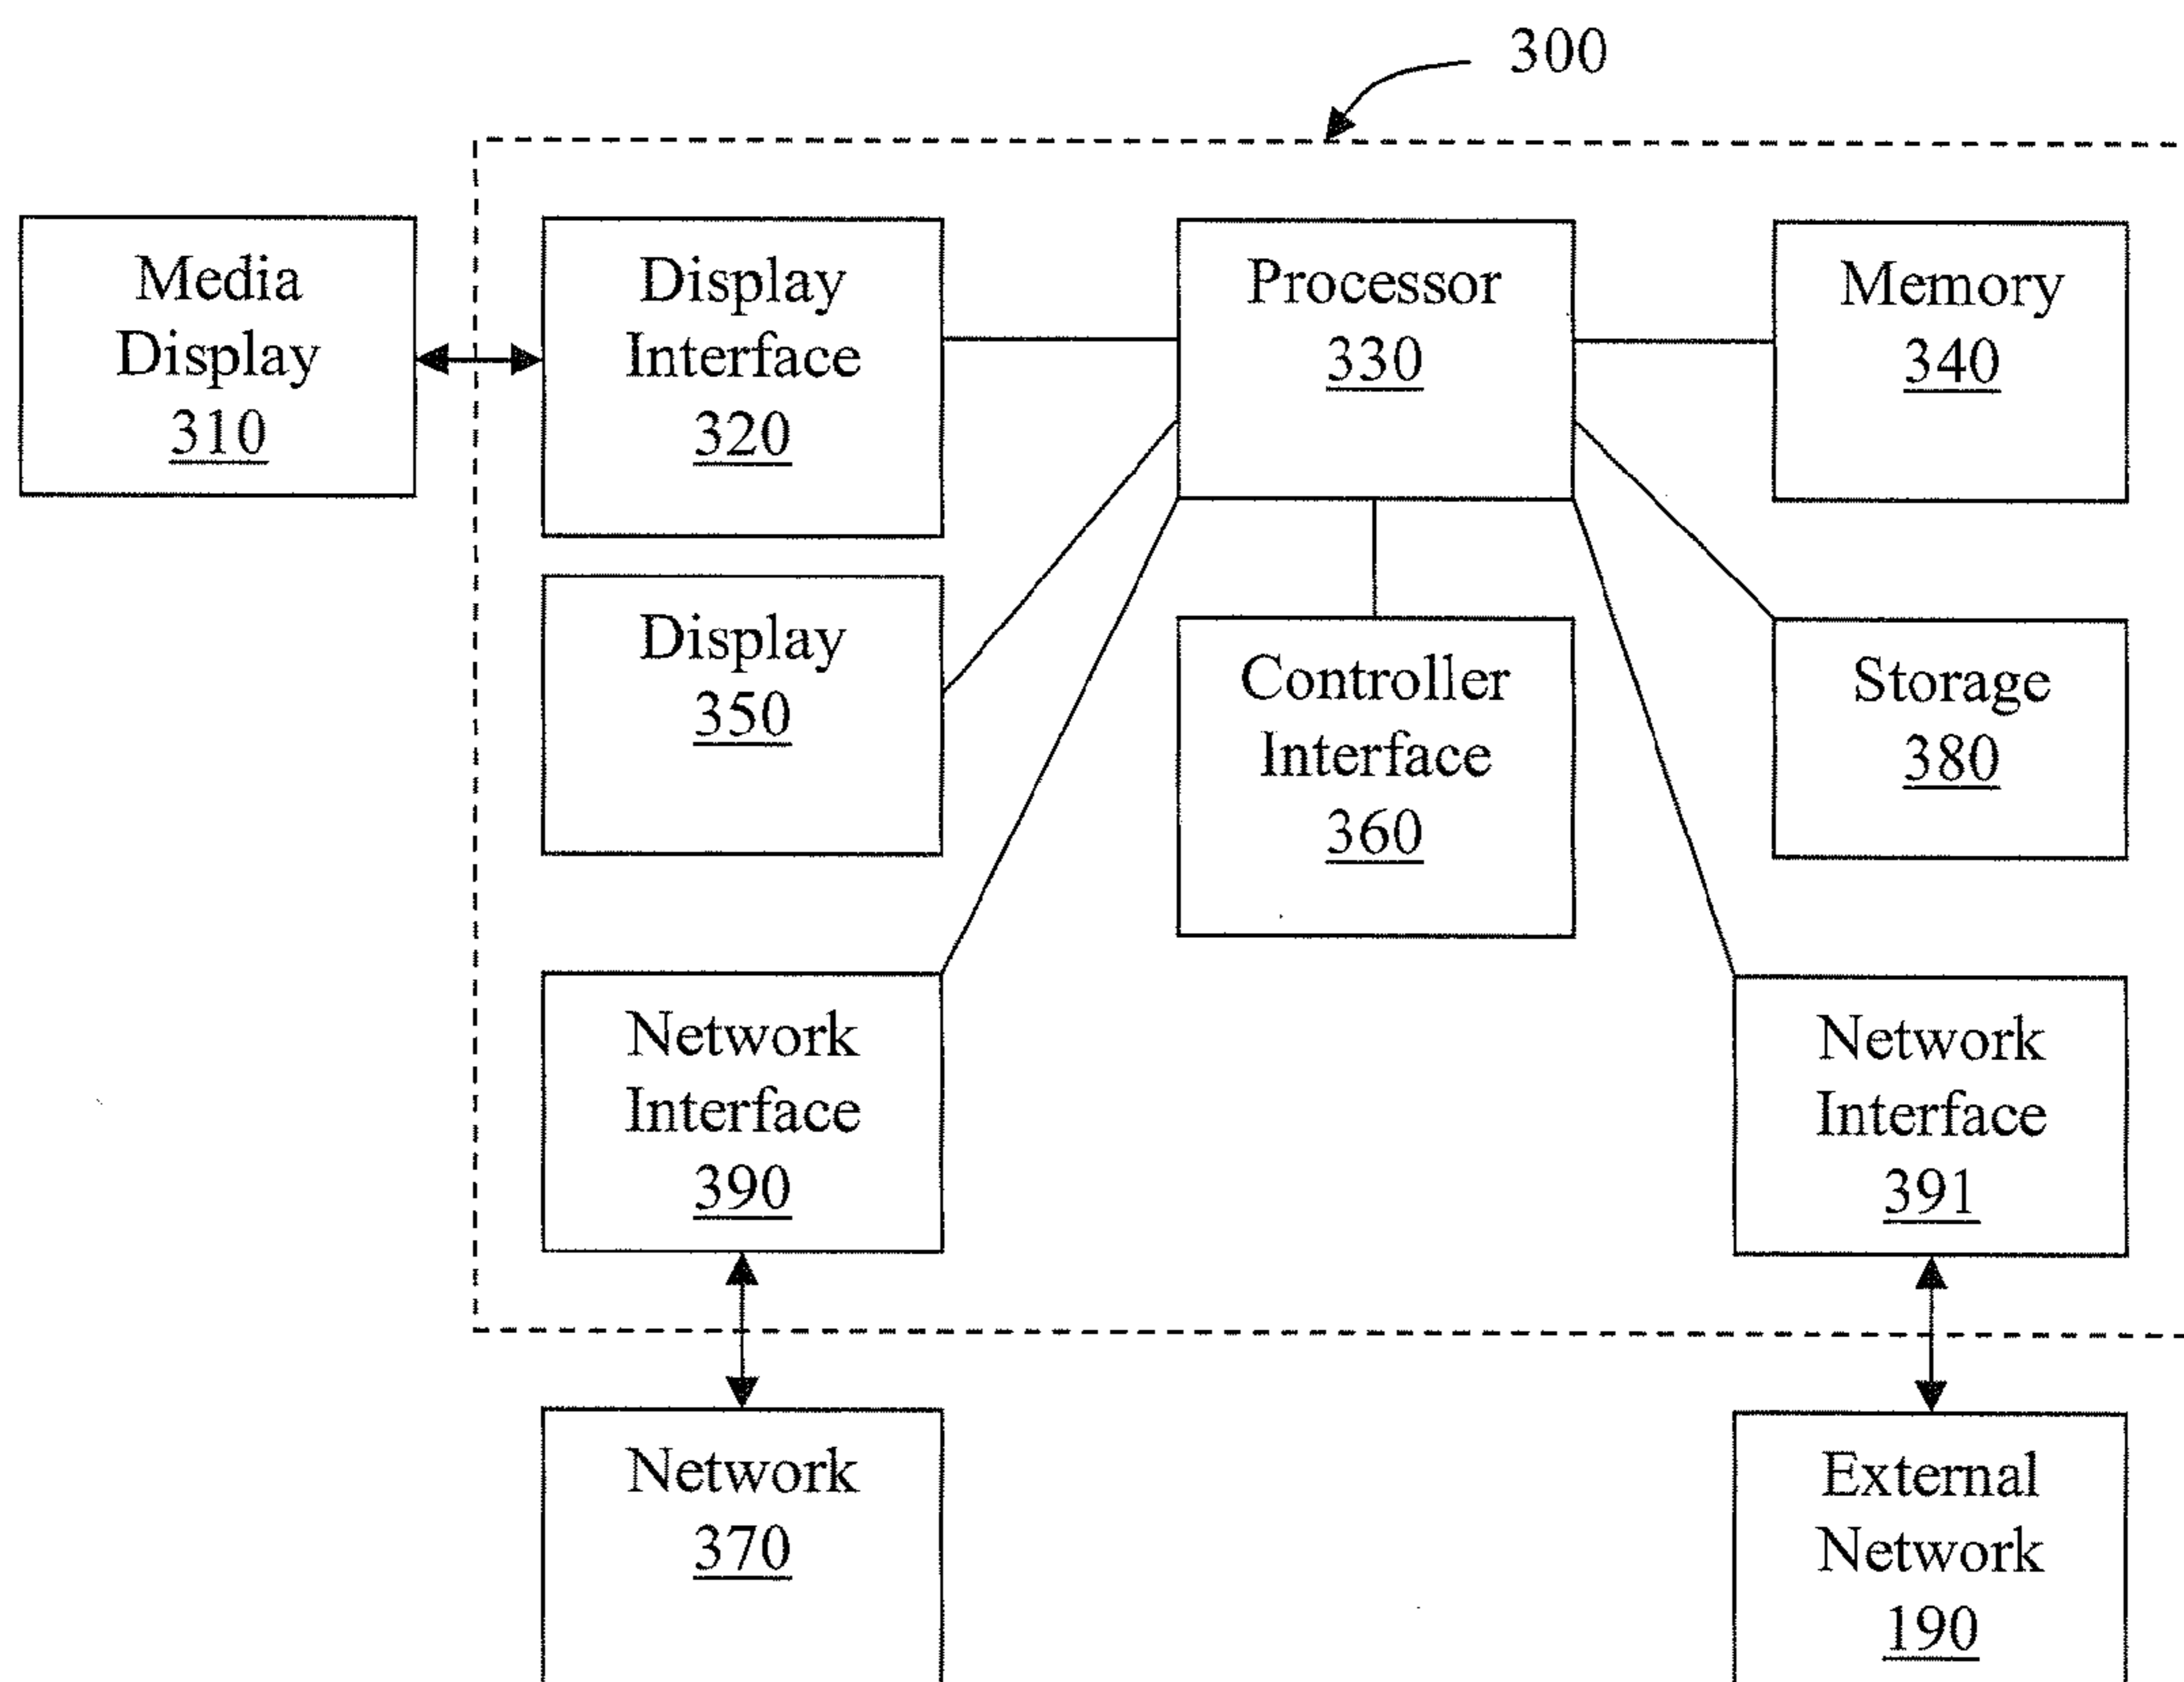 300
Media
Display
310
Display
Interface
320
Processor
330
Memory
340
Display
350
Controller
Interface
360
Storage
380
Network
Interface
390
Network
Interface
391
Network
370
External
Network
190